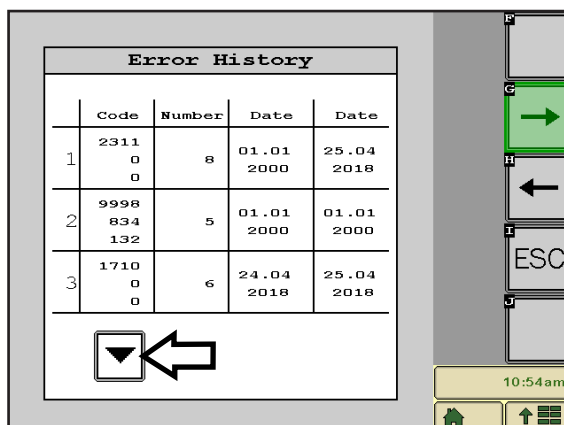 Error History
Code Number Date Date
1 2311 0 0 8 01.01 2000 25.04 2018
2 9998 834 132 5 01.01 2000 01.01 2000
3 1710 0 0 6 24.04 2018 25.04 2018
F
G
H
I
ESC
J
10:54am